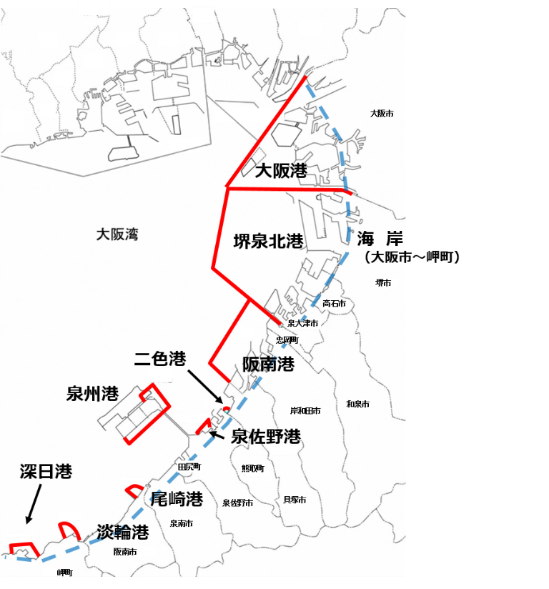 大阪市
大阪港
大阪湾
堺泉北港
海 岸
（大阪市～岬町）
堺市
高石市
泉大津市
忠岡町
二色港
阪南港
泉州港
岸和田市
和泉市
泉佐野港
田尻町
熊取町
深日港
尾崎港
泉佐野市
貝塚市
泉南市
淡輪港
阪南市
岬町